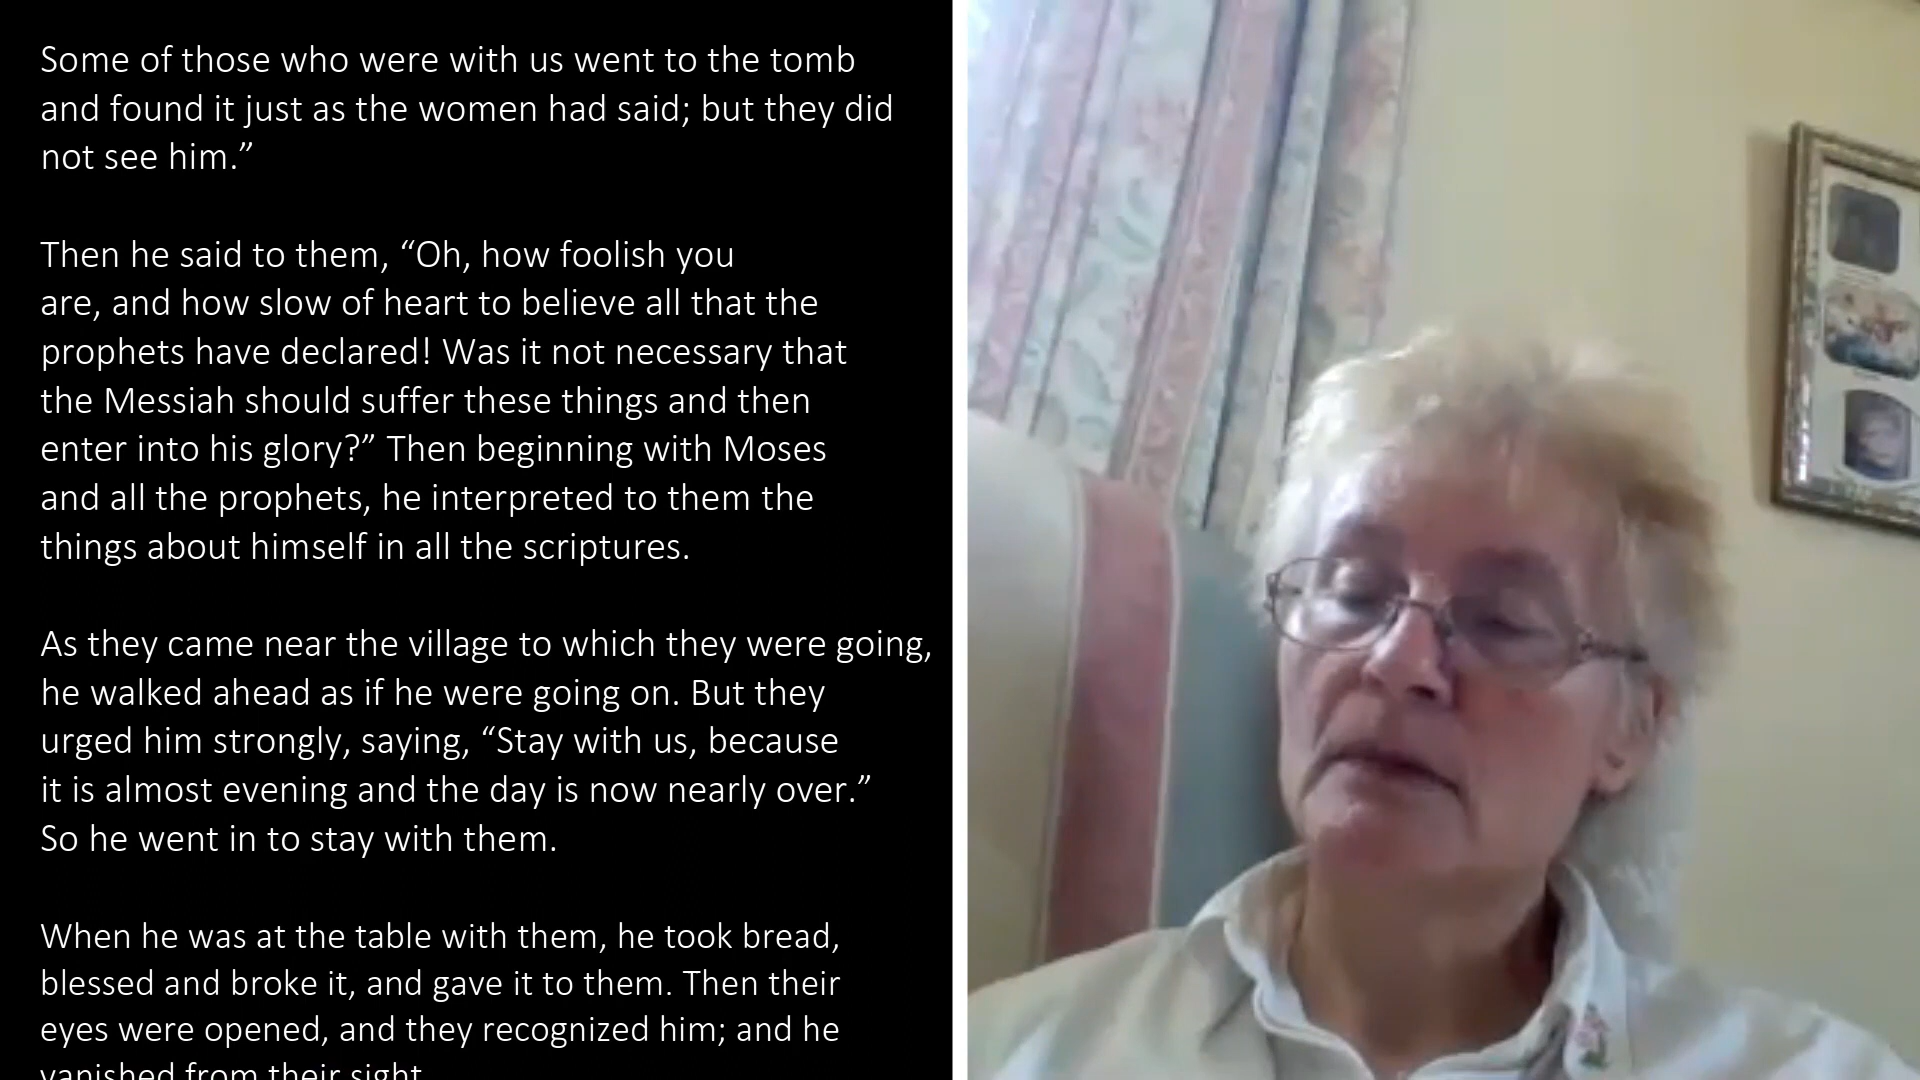 Some of those who were with us went to the tomb
and found it just as the women had said; but they did
not see him.”
Then he said to them, “Oh, how foolish you
are, and how slow of heart to believe all that the
prophets have declared! Was it not necessary that
the Messiah should suffer these things and then
enter into his glory?” Then beginning with Moses
and all the prophets, he interpreted to them the
things about himself in all the scriptures.
As they came near the village to which they were going,
he walked ahead as if he were going on. But they
urged him strongly, saying, “Stay with us, because
it is almost evening and the day is now nearly over.”
So he went in to stay with them.
When he was at the table with them, he took bread,
blessed and broke it, and gave it to them. Then their
eyes were opened, and they recognized him; and he
vanished from their sight